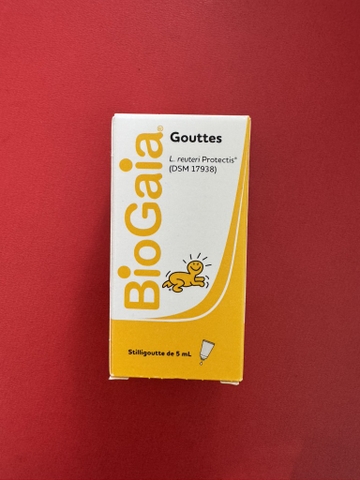 BioGaia®
Gouttes
L. reuteri Protectis®
(DSM 17938)
Stilligoutte de 5 mL